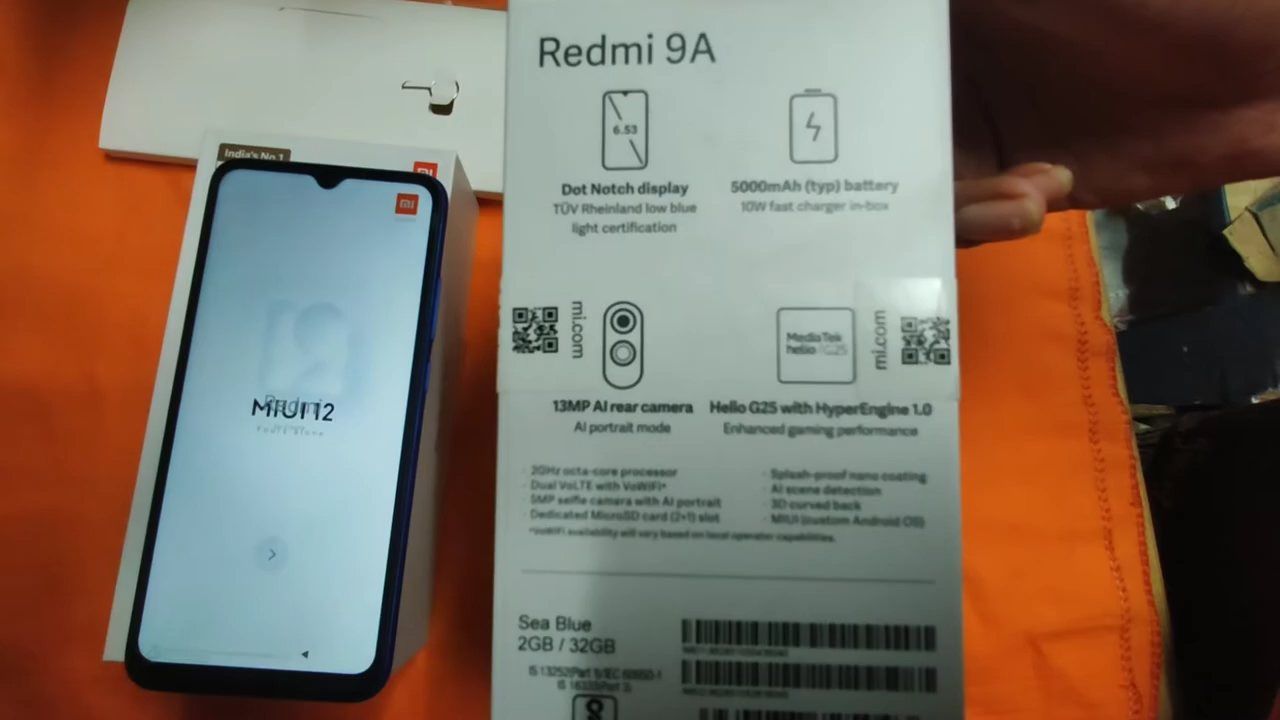 India's No.1
MI
MI
Redmi
MIUI 12
Redmi 9A
6.53
Dot Notch display
TÜV Rheinland low blue
light certification
5000mAh (typ) battery
10W fast charger in-box
mi.com
mi.com
MediaTek
helio G25
13MP AI rear camera
AI portrait mode
Helio G25 with HyperEngine 1.0
Enhanced gaming performance
· 2GHz octa-core processor
· Dual VoLTE with VoWiFi*
· 5MP selfie camera with AI portrait
· Dedicated MicroSD card (2+1) slot
· Splash-proof nano coating
· AI scene detection
· 3D curved back
· MIUI (custom Android OS)
*VoWiFi availability will vary based on local operator capabilities.
Sea Blue
2GB / 32GB